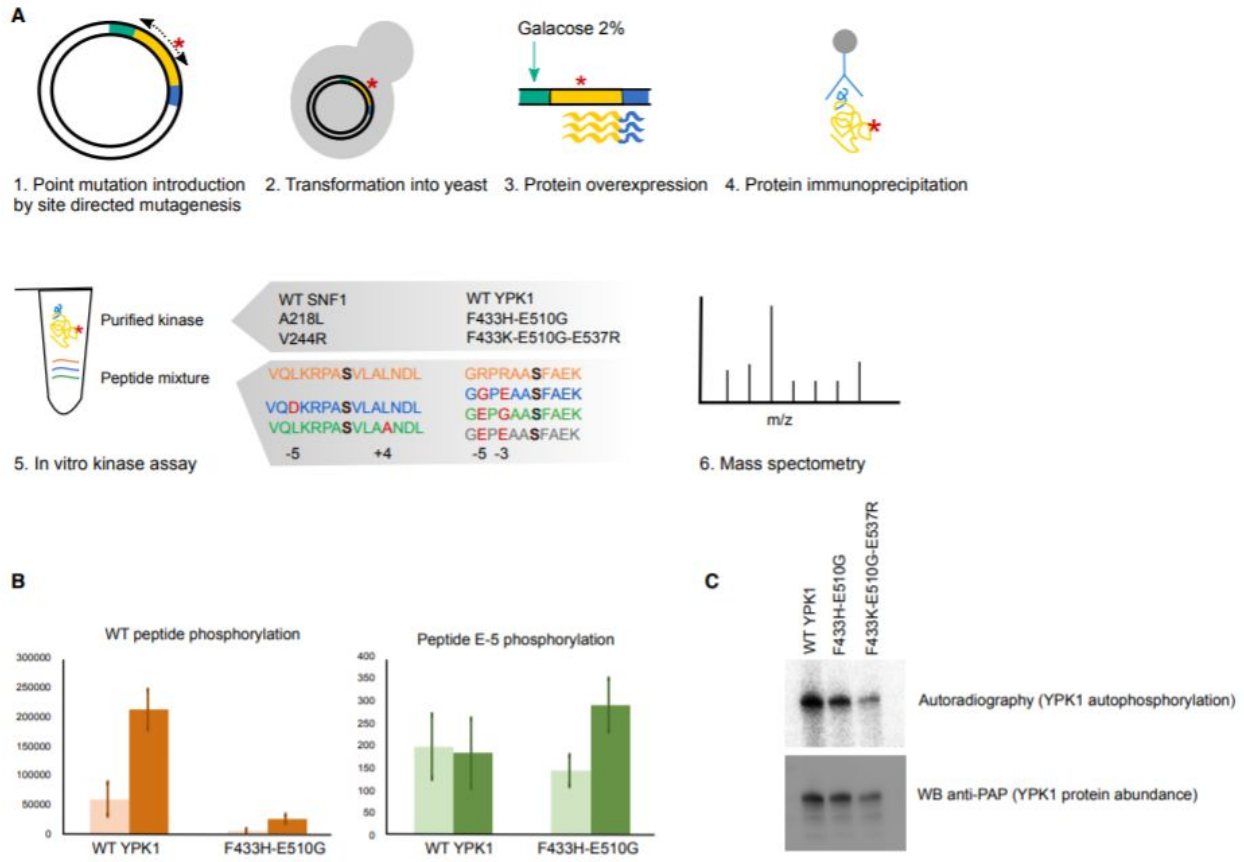 A
Galacose 2%
*
*
*
*
1. Point mutation introduction
by site directed mutagenesis
2. Transformation into yeast
3. Protein overexpression
4. Protein immunoprecipitation
*
Purified kinase
Peptide mixture
WT SNF1
A218L
V244R
WT YPK1
F433H-E510G
F433K-E510G-E537R
VQLKRPASVLALNDL
VQDKRPASVLALNDL
VQLKRPASVLAANDL
-5 +4
GRPRAASFAEK
GGPEAASFAEK
GEPGAASFAEK
GEPEAASFAEK
-5 -3
5. In vitro kinase assay
m/z
6. Mass spectometry
B
WT peptide phosphorylation
300000
250000
200000
150000
100000
50000
0
WT YPK1
F433H-E510G
Peptide E-5 phosphorylation
400
350
300
250
200
150
100
50
0
WT YPK1
F433H-E510G
C
WT YPK1
F433H-E510G
F433K-E510G-E537R
Autoradiography (YPK1 autophosphorylation)
WB anti-PAP (YPK1 protein abundance)